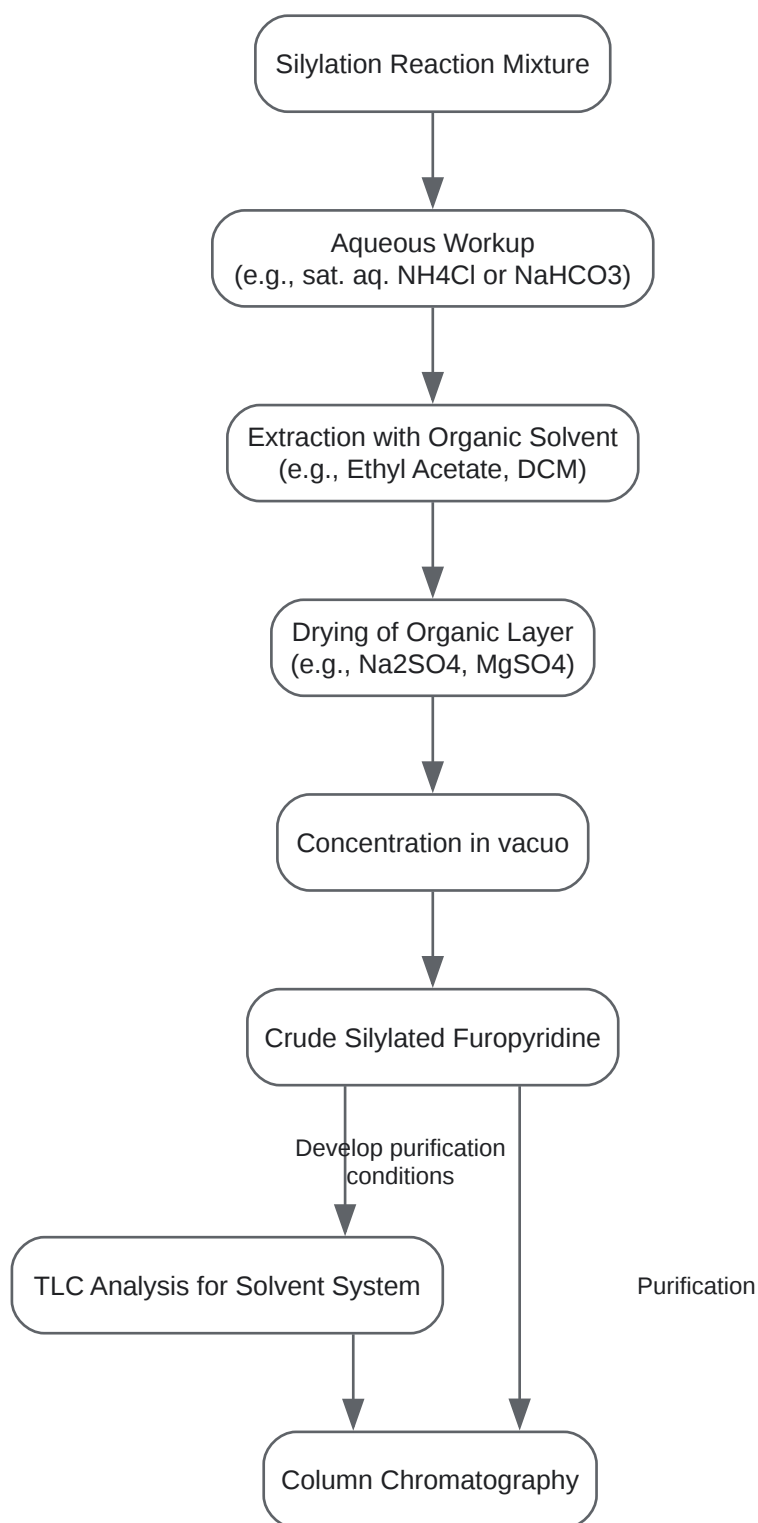 Silylation Reaction Mixture
Aqueous Workup
(e.g., sat. aq. NH4Cl or NaHCO3)
Extraction with Organic Solvent
(e.g., Ethyl Acetate, DCM)
Drying of Organic Layer
(e.g., Na2SO4, MgSO4)
Concentration in vacuo
Crude Silylated Furopyridine
Develop purification
conditions
TLC Analysis for Solvent System
Purification
Column Chromatography